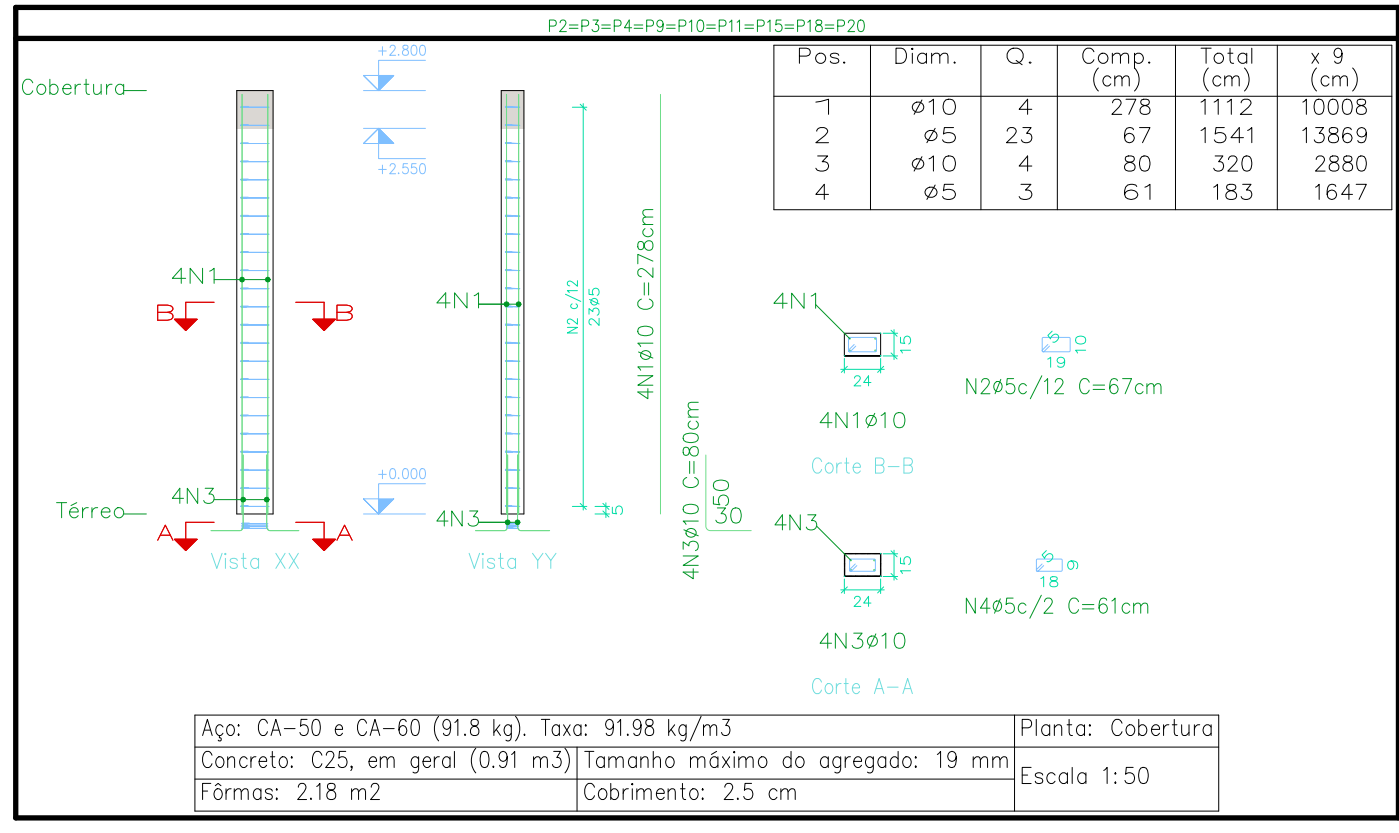 P2=P3=P4=P9=P10=P11=P15=P18=P20
Pos. Diam. Q. Comp. (cm) Total (cm) x 9 (cm)
1 ø10 4 278 1112 10008
2 ø5 23 67 1541 13869
3 ø10 4 80 320 2880
4 ø5 3 61 183 1647
+2.800
Cobertura
+2.550
4N1
B B
4N3
Térreo
A A
Vista XX
+0.000
4N1
4N3
Vista YY
N2 c/12
23ø5
5
4N1ø10 C=278cm
4N3ø10 C=80cm
50
30
4N1
15
24
4N1ø10
Corte B-B
5
10
19
N2ø5c/12 C=67cm
4N3
15
24
4N3ø10
Corte A-A
5
9
18
N4ø5c/2 C=61cm
Aço: CA-50 e CA-60 (91.8 kg). Taxa: 91.98 kg/m3
Planta: Cobertura
Concreto: C25, em geral (0.91 m3)
Tamanho máximo do agregado: 19 mm
Escala 1:50
Fôrmas: 2.18 m2
Cobrimento: 2.5 cm